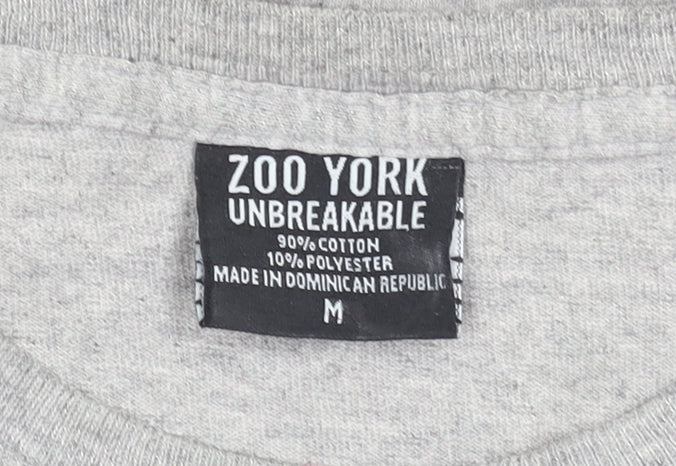 ZOO YORK
UNBREAKABLE
90% COTTON
10% POLYESTER
MADE IN DOMINICAN REPUBLIC
M